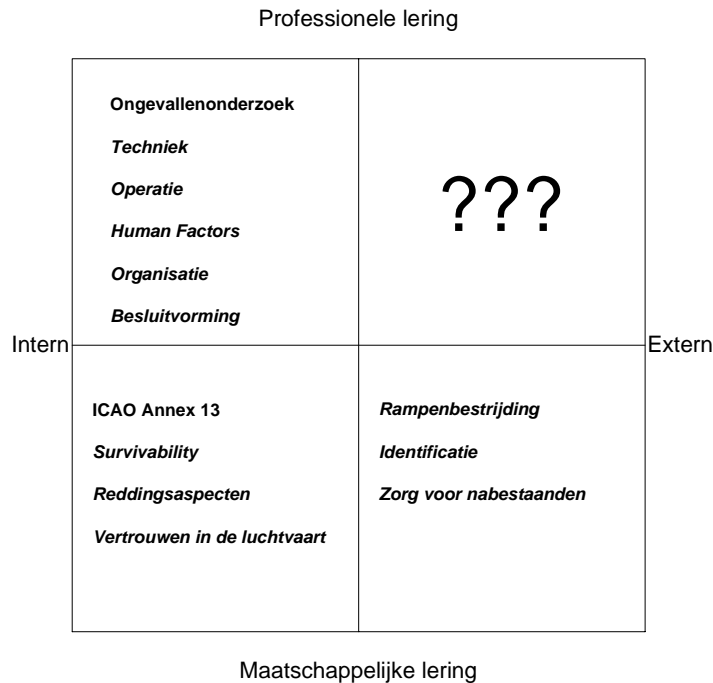 Professionele lering
Ongevallenonderzoek
Techniek
Operatie
Human Factors
Organisatie
Besluitvorming
???
Intern
Extern
ICAO Annex 13
Survivability
Reddingsaspecten
Vertrouwen in de luchtvaart
Rampenbestrijding
Identificatie
Zorg voor nabestaanden
Maatschappelijke lering